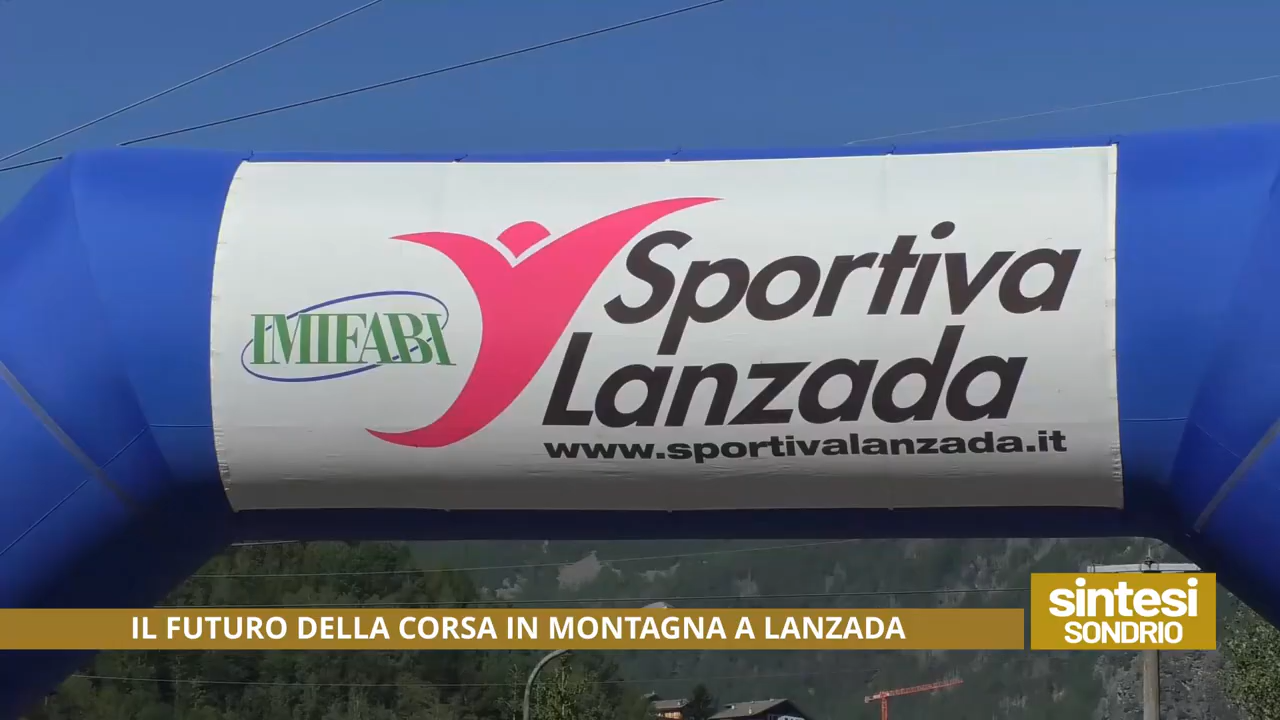 IMIFABI
Sportiva
Lanzada
www.sportivalanzada.it
IL FUTURO DELLA CORSA IN MONTAGNA A LANZADA
sintesi
SONDRIO